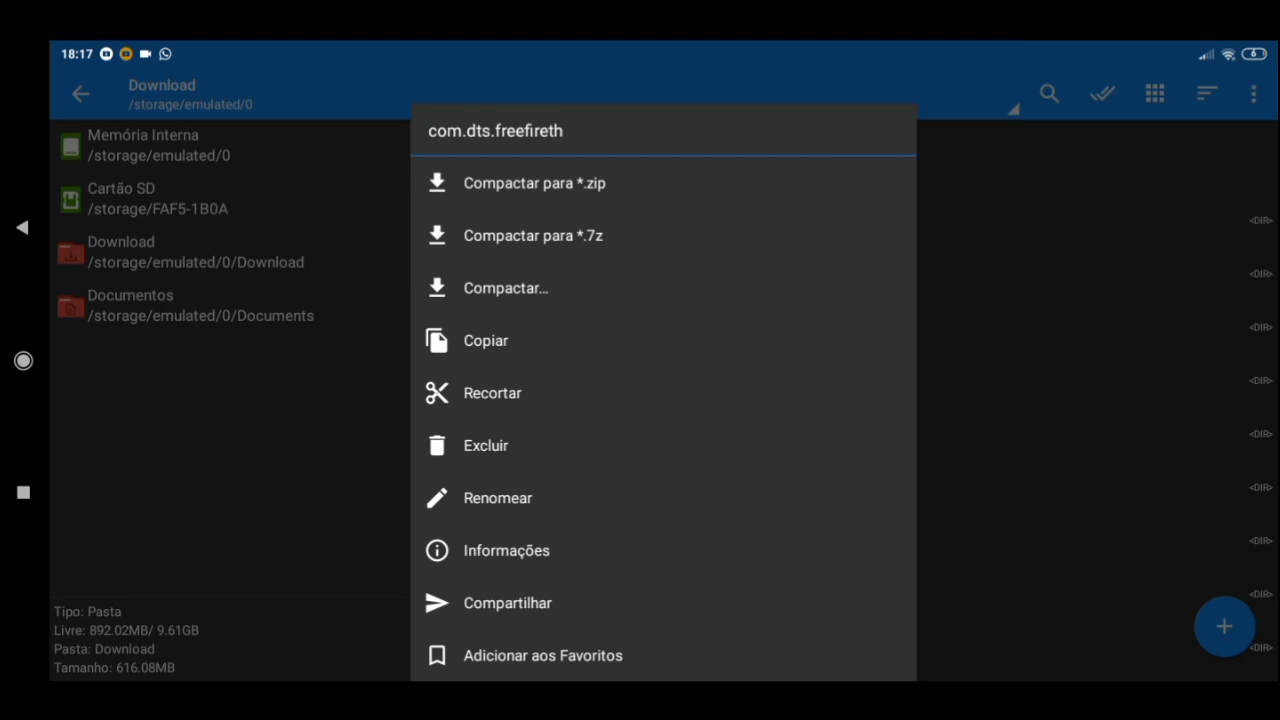 18:17
Download
/storage/emulated/0
Memória Interna
/storage/emulated/0
Cartão SD
/storage/FAF5-1B0A
Download
/storage/emulated/0/Download
Documentos
/storage/emulated/0/Documents
Tipo: Pasta
Livre: 892.02MB/ 9.61GB
Pasta: Download
Tamanho: 616.08MB
com.dts.freefireth
Compactar para *.zip
Compactar para *.7z
Compactar...
Copiar
Recortar
Excluir
Renomear
Informações
Compartilhar
Adicionar aos Favoritos
6
<DIR>
<DIR>
<DIR>
<DIR>
<DIR>
<DIR>
<DIR>
<DIR>
<DIR>